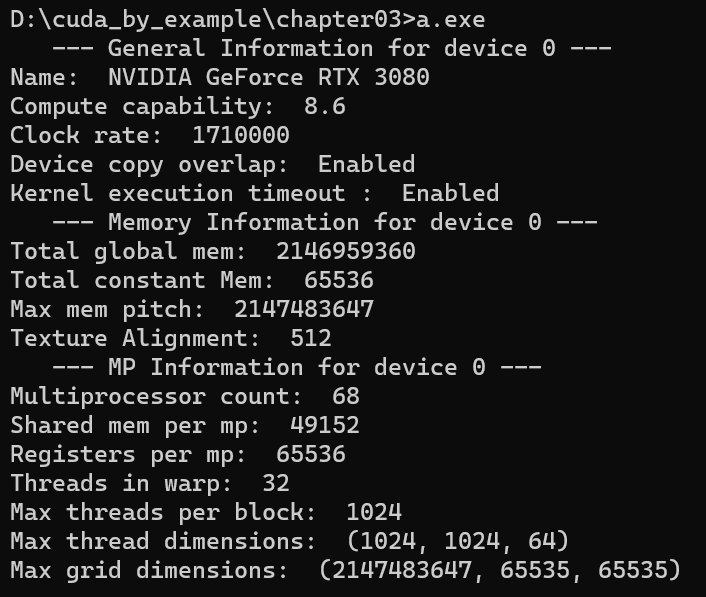 D:\cuda_by_example\chapter03>a.exe
   --- General Information for device 0 ---
Name:  NVIDIA GeForce RTX 3080
Compute capability:  8.6
Clock rate:  1710000
Device copy overlap:  Enabled
Kernel execution timeout :  Enabled
   --- Memory Information for device 0 ---
Total global mem:  2146959360
Total constant Mem:  65536
Max mem pitch:  2147483647
Texture Alignment:  512
   --- MP Information for device 0 ---
Multiprocessor count:  68
Shared mem per mp:  49152
Registers per mp:  65536
Threads in warp:  32
Max threads per block:  1024
Max thread dimensions:  (1024, 1024, 64)
Max grid dimensions:  (2147483647, 65535, 65535)